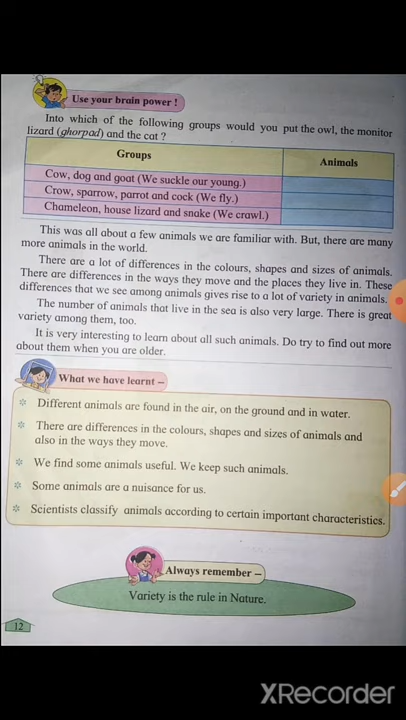 Use your brain power !
Into which of the following groups would you put the owl, the monitor
lizard (ghorpad) and the cat ?
Groups
Animals
Cow, dog and goat (We suckle our young.)
Crow, sparrow, parrot and cock (We fly.)
Chameleon, house lizard and snake (We crawl.)
This was all about a few animals we are familiar with. But, there are many
more animals in the world.
There are a lot of differences in the colours, shapes and sizes of animals.
There are differences in the ways they move and the places they live in. These
differences that we see among animals gives rise to a lot of variety in animals.
The number of animals that live in the sea is also very large. There is great
variety among them, too.
It is very interesting to learn about all such animals. Do try to find out more
about them when you are older.
What we have learnt –
Different animals are found in the air, on the ground and in water.
There are differences in the colours, shapes and sizes of animals and
also in the ways they move.
We find some animals useful. We keep such animals.
Some animals are a nuisance for us.
Scientists classify animals according to certain important characteristics.
Always remember –
Variety is the rule in Nature.
12
XRecorder